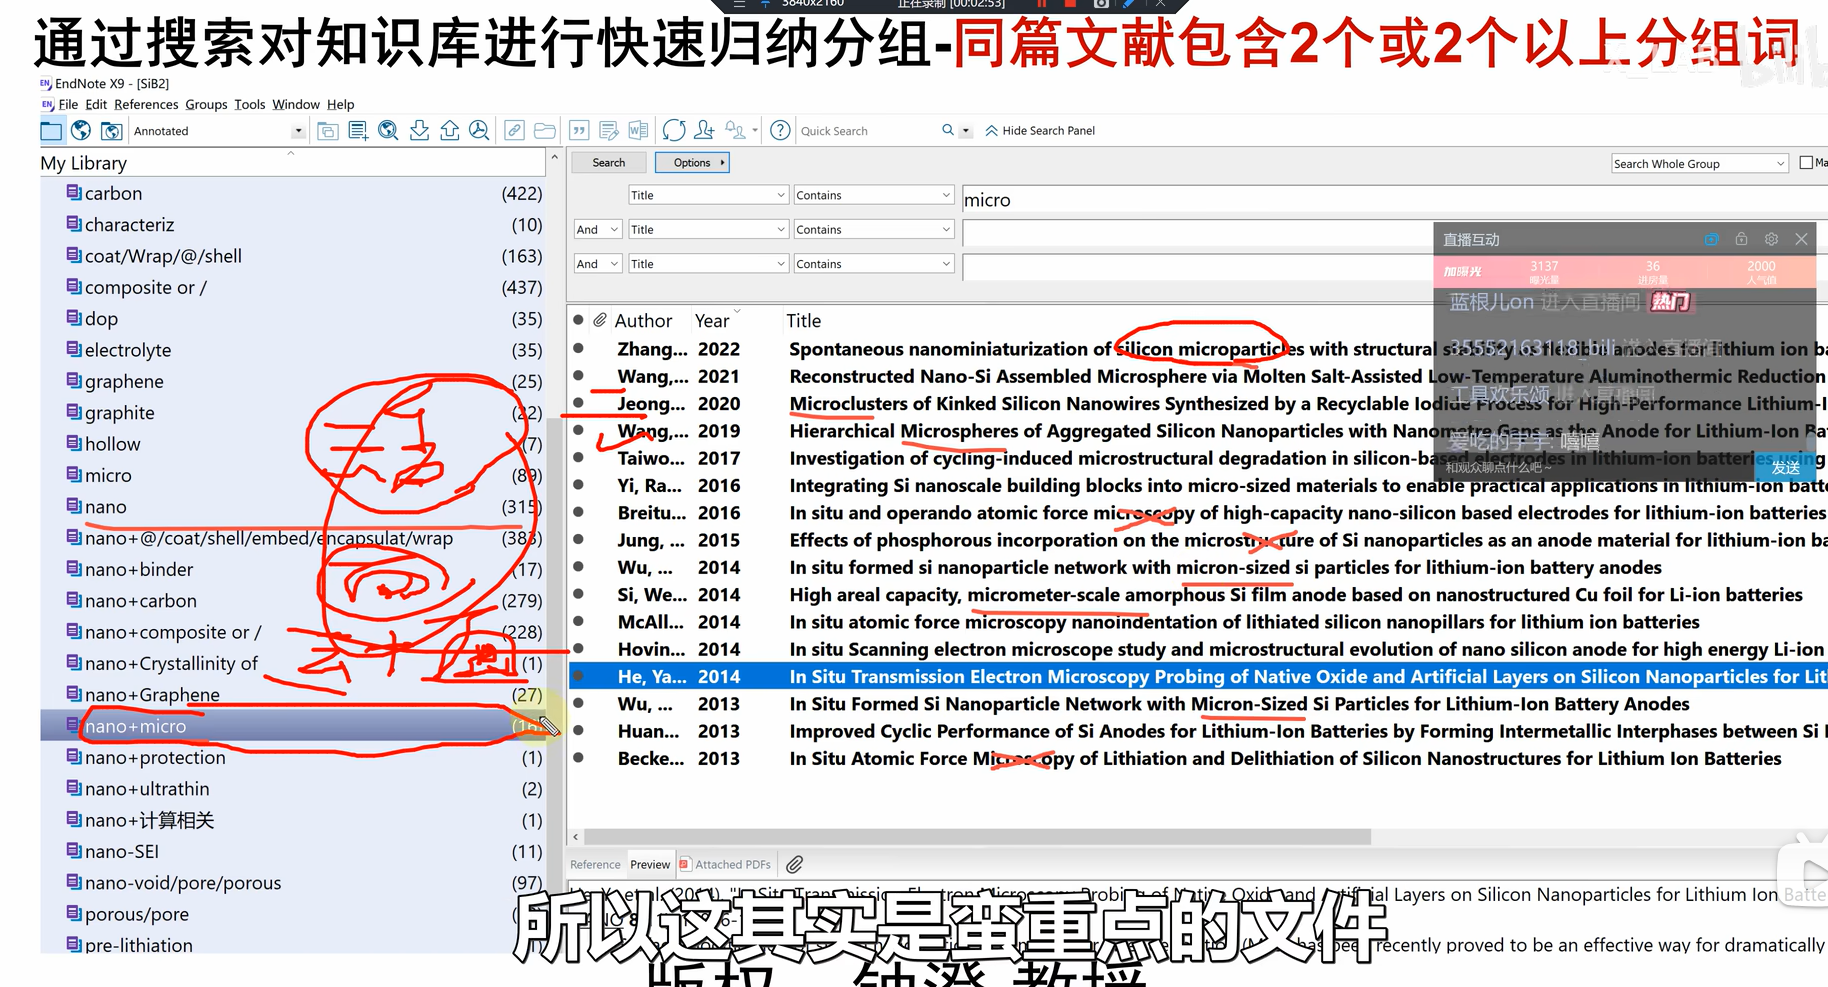 3840x2160 正在录制 [00:02:53]
通过搜索对知识库进行快速归纳分组-同篇文献包含2个或2个以上分组词
EndNote X9 - [SiB2]
File Edit References Groups Tools Window Help
Annotated
Quick Search
Hide Search Panel
My Library
carbon (422)
characteriz (10)
coat/Wrap/@/shell (163)
composite or / (437)
dop (35)
electrolyte (35)
graphene (25)
graphite (22)
hollow (7)
micro (89)
nano (315)
nano+@/coat/shell/embed/encapsulat/wrap (383)
nano+binder (17)
nano+carbon (279)
nano+composite or / (228)
nano+Crystallinity of (1)
nano+Graphene (27)
nano+micro (16)
nano+protection (1)
nano+ultrathin (2)
nano+计算相关 (1)
nano-SEI (11)
nano-void/pore/porous (97)
porous/pore
pre-lithiation
Search Options Search Whole Group Ma
Title Contains micro
And Title Contains
And Title Contains
Author Year Title
Zhang... 2022 Spontaneous nanominiaturization of silicon microparticles with structural stability of flexible anodes for lithium ion ba
Wang,... 2021 Reconstructed Nano-Si Assembled Microsphere via Molten Salt-Assisted Low-Temperature Aluminothermic Reduction
Jeong... 2020 Microclusters of Kinked Silicon Nanowires Synthesized by a Recyclable Iodide Process for High-Performance Lithium-I
Wang,... 2019 Hierarchical Microspheres of Aggregated Silicon Nanoparticles with Nanometre Gaps as the Anode for Lithium-Ion Ba
Taiwo... 2017 Investigation of cycling-induced microstructural degradation in silicon-based electrodes in lithium-ion batteries using
Yi, Ra... 2016 Integrating Si nanoscale building blocks into micro-sized materials to enable practical applications in lithium-ion batt
Breitu... 2016 In situ and operando atomic force microscopy of high-capacity nano-silicon based electrodes for lithium-ion batteries
Jung, ... 2015 Effects of phosphorous incorporation on the microstructure of Si nanoparticles as an anode material for lithium-ion ba
Wu, ... 2014 In situ formed si nanoparticle network with micron-sized si particles for lithium-ion battery anodes
Si, We... 2014 High areal capacity, micrometer-scale amorphous Si film anode based on nanostructured Cu foil for Li-ion batteries
McAll... 2014 In situ atomic force microscopy nanoindentation of lithiated silicon nanopillars for lithium ion batteries
Hovin... 2014 In situ Scanning electron microscope study and microstructural evolution of nano silicon anode for high energy Li-ion
He, Ya... 2014 In Situ Transmission Electron Microscopy Probing of Native Oxide and Artificial Layers on Silicon Nanoparticles for Lit
Wu, ... 2013 In Situ Formed Si Nanoparticle Network with Micron-Sized Si Particles for Lithium-Ion Battery Anodes
Huan... 2013 Improved Cyclic Performance of Si Anodes for Lithium-Ion Batteries by Forming Intermetallic Interphases between Si
Becke... 2013 In Situ Atomic Force Microscopy of Lithiation and Delithiation of Silicon Nanostructures for Lithium Ion Batteries
直播互动
加曝光 3137 36 2000
曝光量 进房量 人气值
蓝根儿on 进入直播间 热门
35552163118_bili 进入直播间
工具欢乐颂 进入直播间
爱吃的宇宇: 嘻嘻
和观众聊点什么吧~ 发送
Reference Preview Attached PDFs
Probing of Native Oxide and Artificial Layers on Silicon Nanoparticles for Lithium Ion Batte
recently proved to be an effective way for dramatically
所以这其实是蛮重点的文件
版权 钟澄 教授